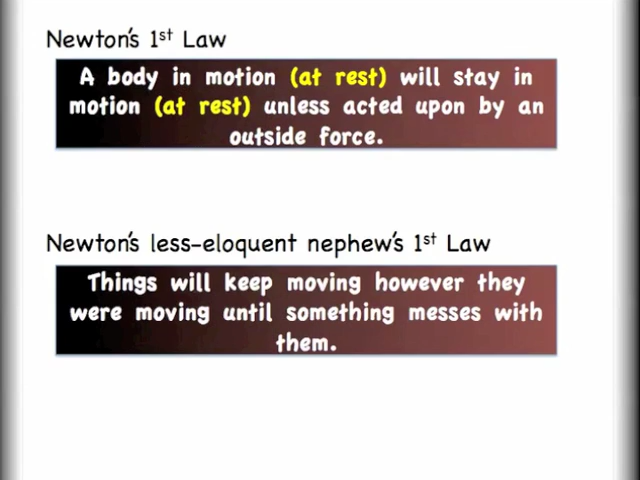 Newton's 1st Law
A body in motion (at rest) will stay in
motion (at rest) unless acted upon by an
outside force.
Newton's less-eloquent nephew's 1st Law
Things will keep moving however they
were moving until something messes with
them.